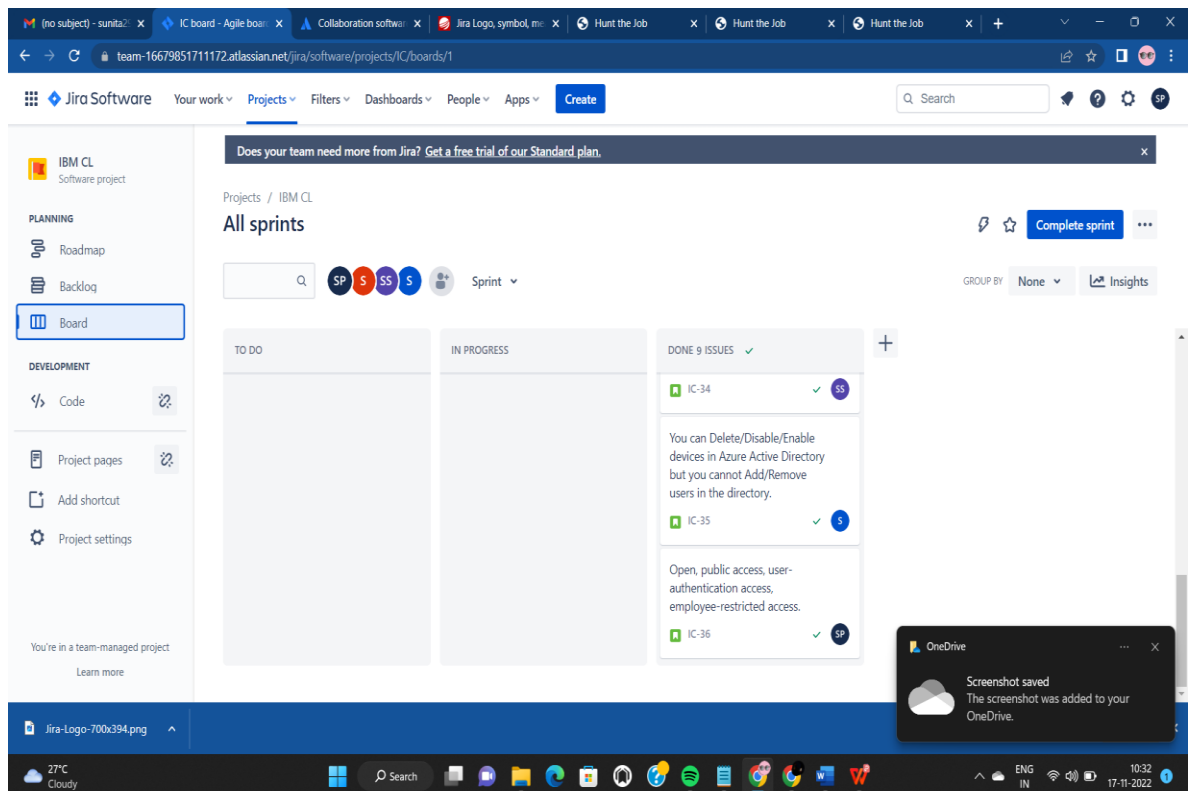 (no subject) - sunita2
IC board - Agile boar
Collaboration softwar
Jira Logo, symbol, me
Hunt the Job
Hunt the Job
Hunt the Job
team-16679851711172.atlassian.net/jira/software/projects/IC/boards/1
Jira Software
Your work
Projects
Filters
Dashboards
People
Apps
Create
Search
SP
IBM CL
Software project
PLANNING
Roadmap
Backlog
Board
DEVELOPMENT
Code
Project pages
Add shortcut
Project settings
You're in a team-managed project
Learn more
Does your team need more from Jira? Get a free trial of our Standard plan.
Projects / IBM CL
All sprints
Complete sprint
SP S SS S
Sprint
GROUP BY None
Insights
TO DO
IN PROGRESS
DONE 9 ISSUES
IC-34
SS
You can Delete/Disable/Enable
devices in Azure Active Directory
but you cannot Add/Remove
users in the directory.
IC-35
S
Open, public access, user-
authentication access,
employee-restricted access.
IC-36
SP
OneDrive
Screenshot saved
The screenshot was added to your
OneDrive.
Jira-Logo-700x394.png
27°C
Cloudy
Search
ENG
IN
10:32
17-11-2022
1